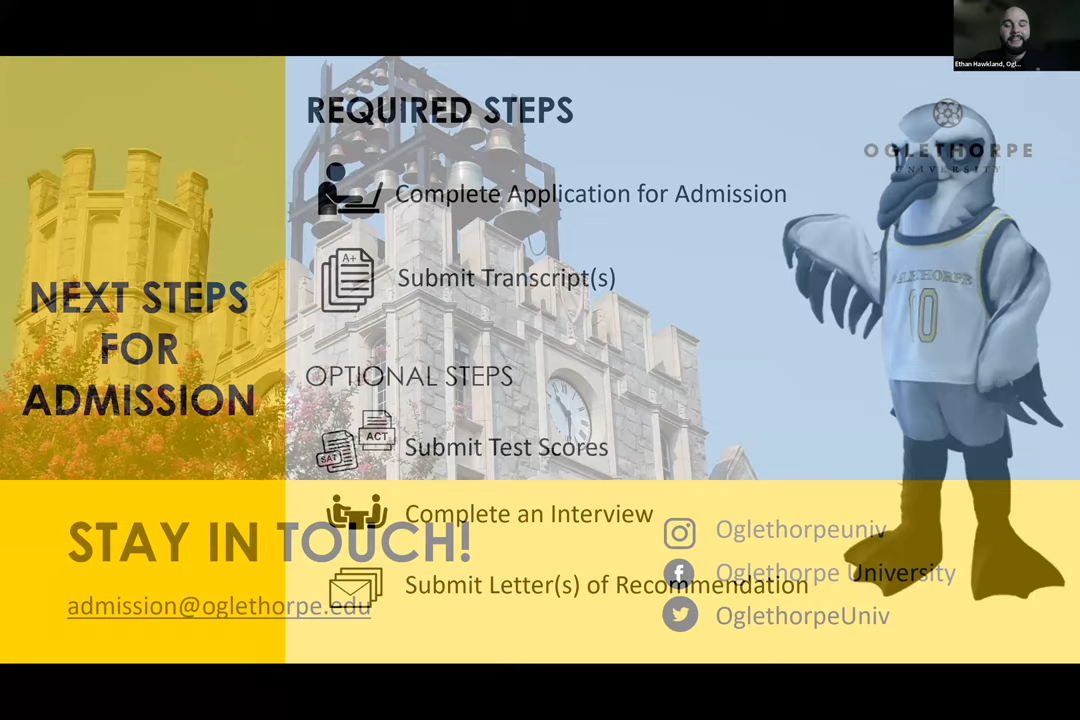 Ethan Hawkland, Ogl...
OGLETHORPE
UNIVERSITY
REQUIRED STEPS
Complete Application for Admission
A+
Submit Transcript(s)
NEXT STEPS
FOR
ADMISSION
OPTIONAL STEPS
ACT
SAT
Submit Test Scores
Complete an Interview
Submit Letter(s) of Recommendation
OGLETHORPE
10
STAY IN TOUCH!
admission@oglethorpe.edu
Oglethorpeuniv
Oglethorpe University
OglethorpeUniv